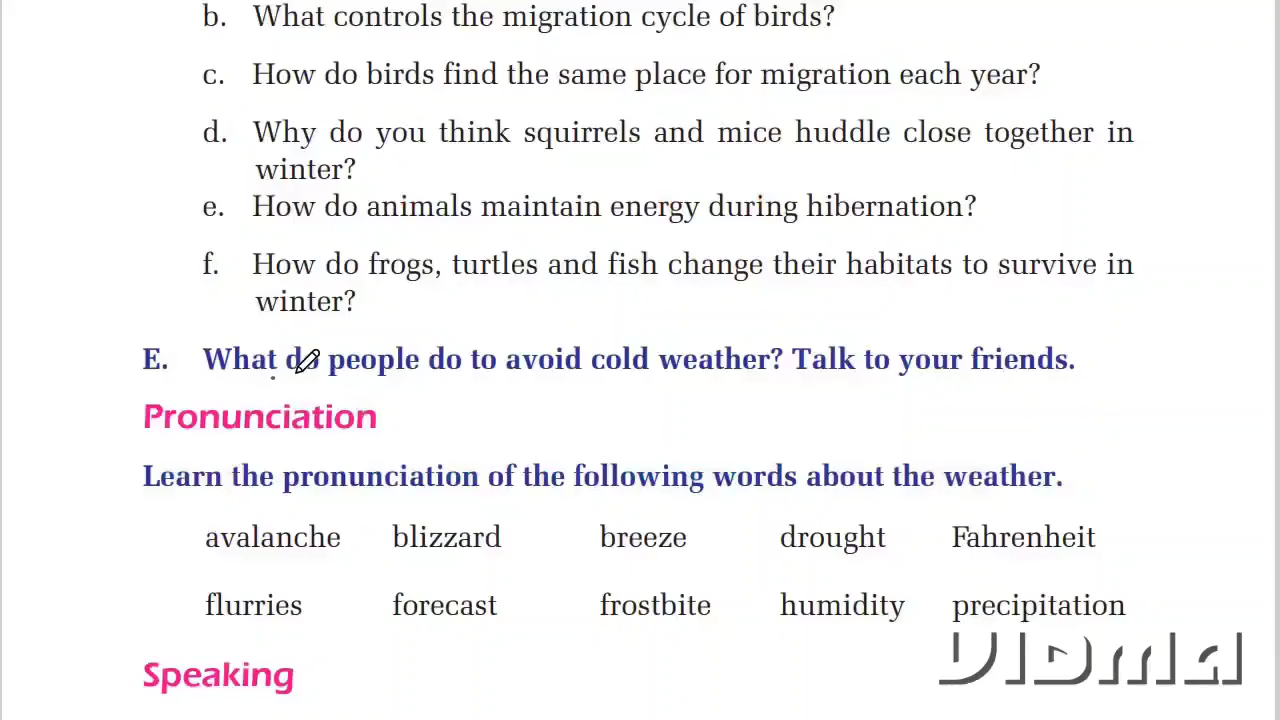 b. What controls the migration cycle of birds?
c. How do birds find the same place for migration each year?
d. Why do you think squirrels and mice huddle close together in
winter?
e. How do animals maintain energy during hibernation?
f. How do frogs, turtles and fish change their habitats to survive in
winter?
E. What do people do to avoid cold weather? Talk to your friends.
Pronunciation
Learn the pronunciation of the following words about the weather.
avalanche blizzard breeze drought Fahrenheit
flurries forecast frostbite humidity precipitation
VIDMA
Speaking